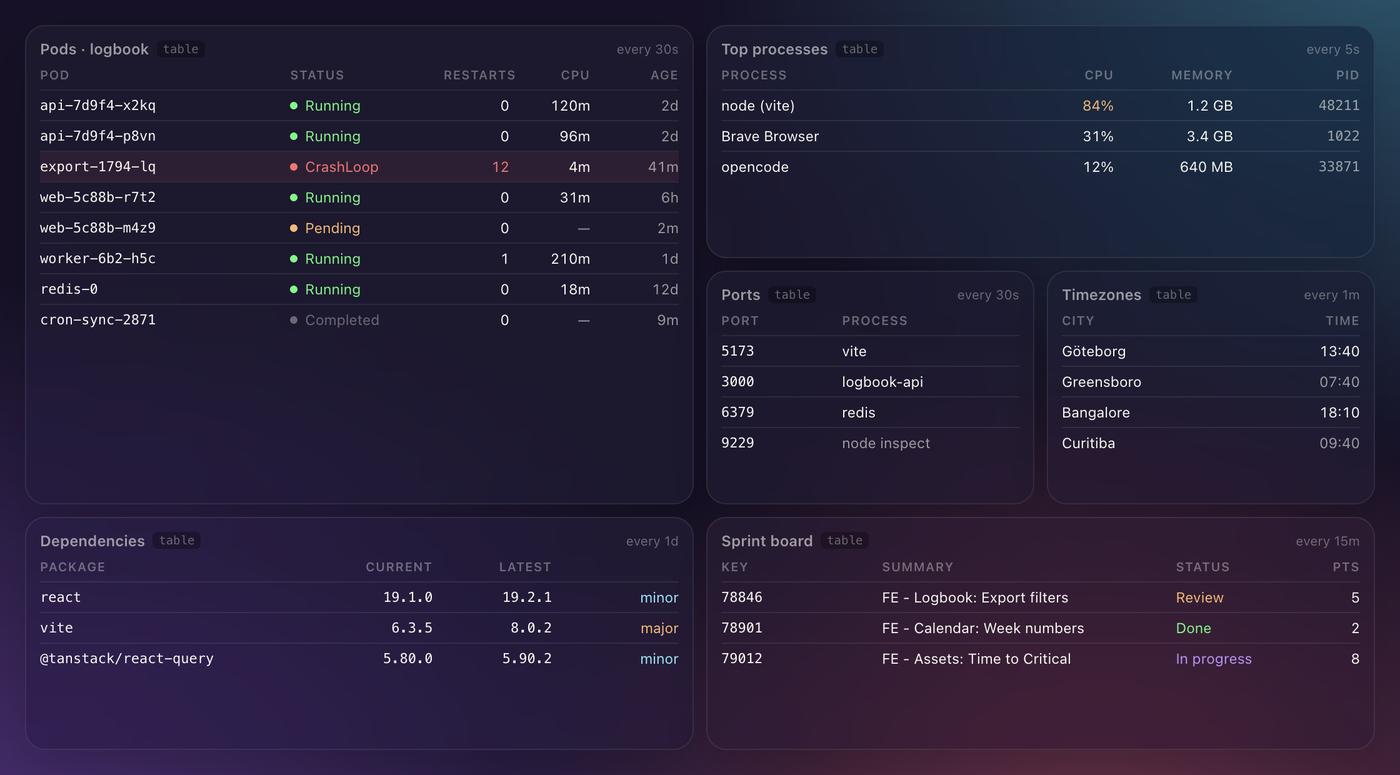 Pods · logbook table every 30s
POD STATUS RESTARTS CPU AGE
api-7d9f4-x2kq Running 0 120m 2d
api-7d9f4-p8vn Running 0 96m 2d
export-1794-lq CrashLoop 12 4m 41m
web-5c88b-r7t2 Running 0 31m 6h
web-5c88b-m4z9 Pending 0 — 2m
worker-6b2-h5c Running 1 210m 1d
redis-0 Running 0 18m 12d
cron-sync-2871 Completed 0 — 9m
Top processes table every 5s
PROCESS CPU MEMORY PID
node (vite) 84% 1.2 GB 48211
Brave Browser 31% 3.4 GB 1022
opencode 12% 640 MB 33871
Ports table every 30s
PORT PROCESS
5173 vite
3000 logbook-api
6379 redis
9229 node inspect
Timezones table every 1m
CITY TIME
Göteborg 13:40
Greensboro 07:40
Bangalore 18:10
Curitiba 09:40
Dependencies table every 1d
PACKAGE CURRENT LATEST
react 19.1.0 19.2.1 minor
vite 6.3.5 8.0.2 major
@tanstack/react-query 5.80.0 5.90.2 minor
Sprint board table every 15m
KEY SUMMARY STATUS PTS
78846 FE - Logbook: Export filters Review 5
78901 FE - Calendar: Week numbers Done 2
79012 FE - Assets: Time to Critical In progress 8